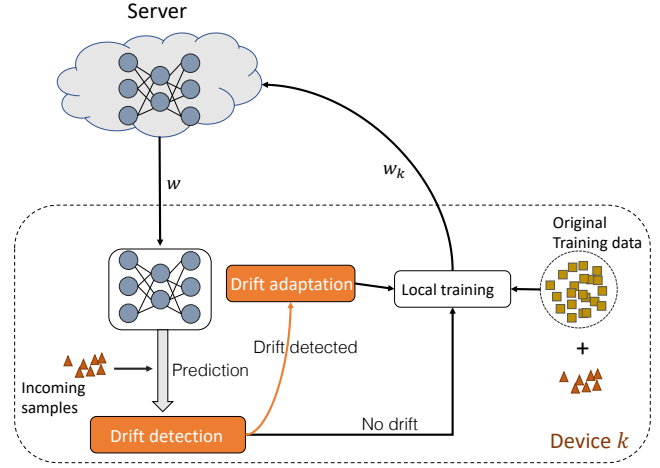 Server
w
w_k
Original
Training data
Drift adaptation
Local training
Drift detected
Prediction
+
Incoming
samples
Drift detection
No drift
Device k